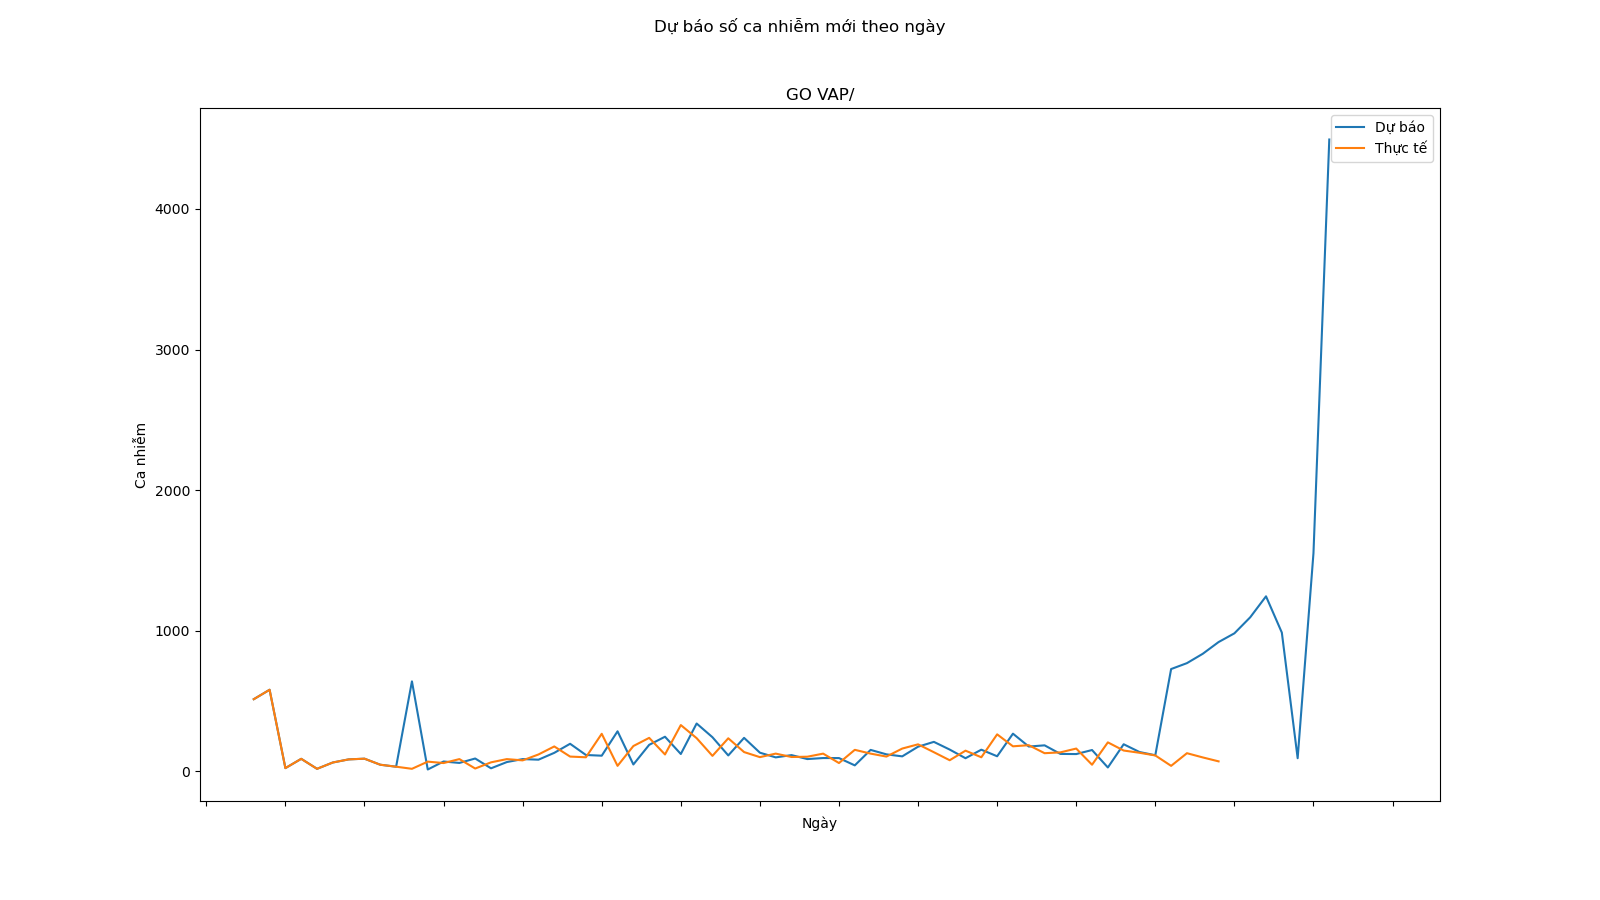 Dự báo số ca nhiễm mới theo ngày
GO VAP/
Dự báo
Thực tế
4000
3000
2000
1000
0
Ca nhiễm
Ngày